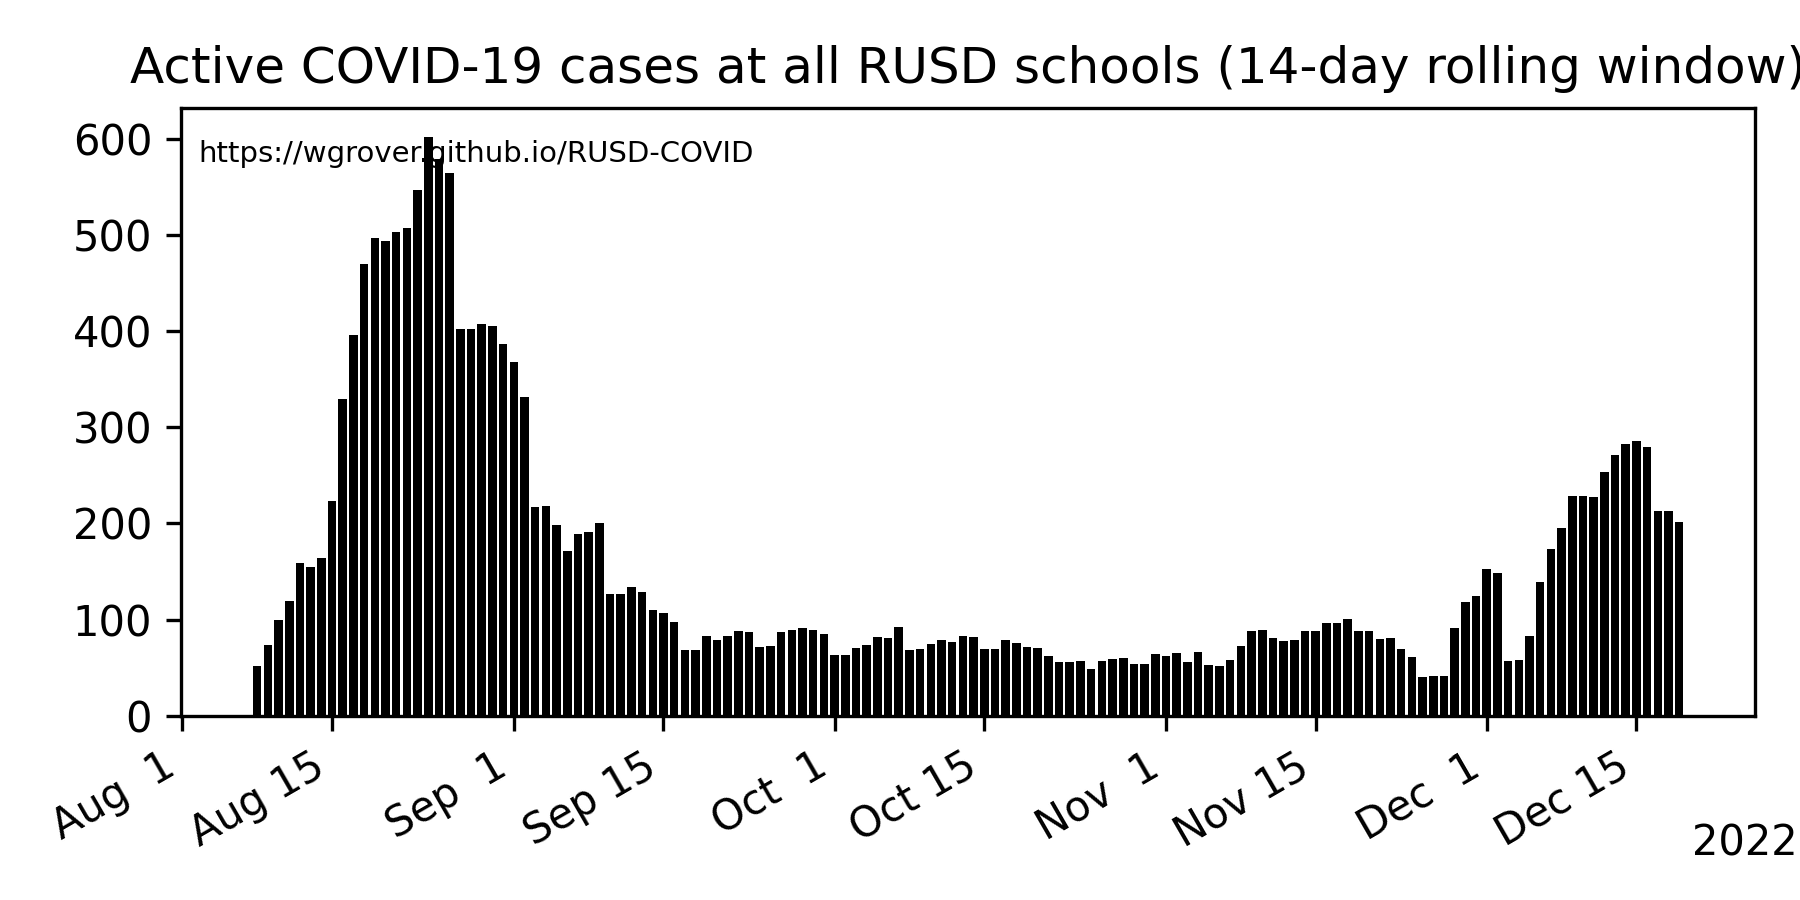 Active COVID-19 cases at all RUSD schools (14-day rolling window)
https://wgrover.github.io/RUSD-COVID
600
500
400
300
200
100
0
Aug 1
Aug 15
Sep 1
Sep 15
Oct 1
Oct 15
Nov 1
Nov 15
Dec 1
Dec 15
2022